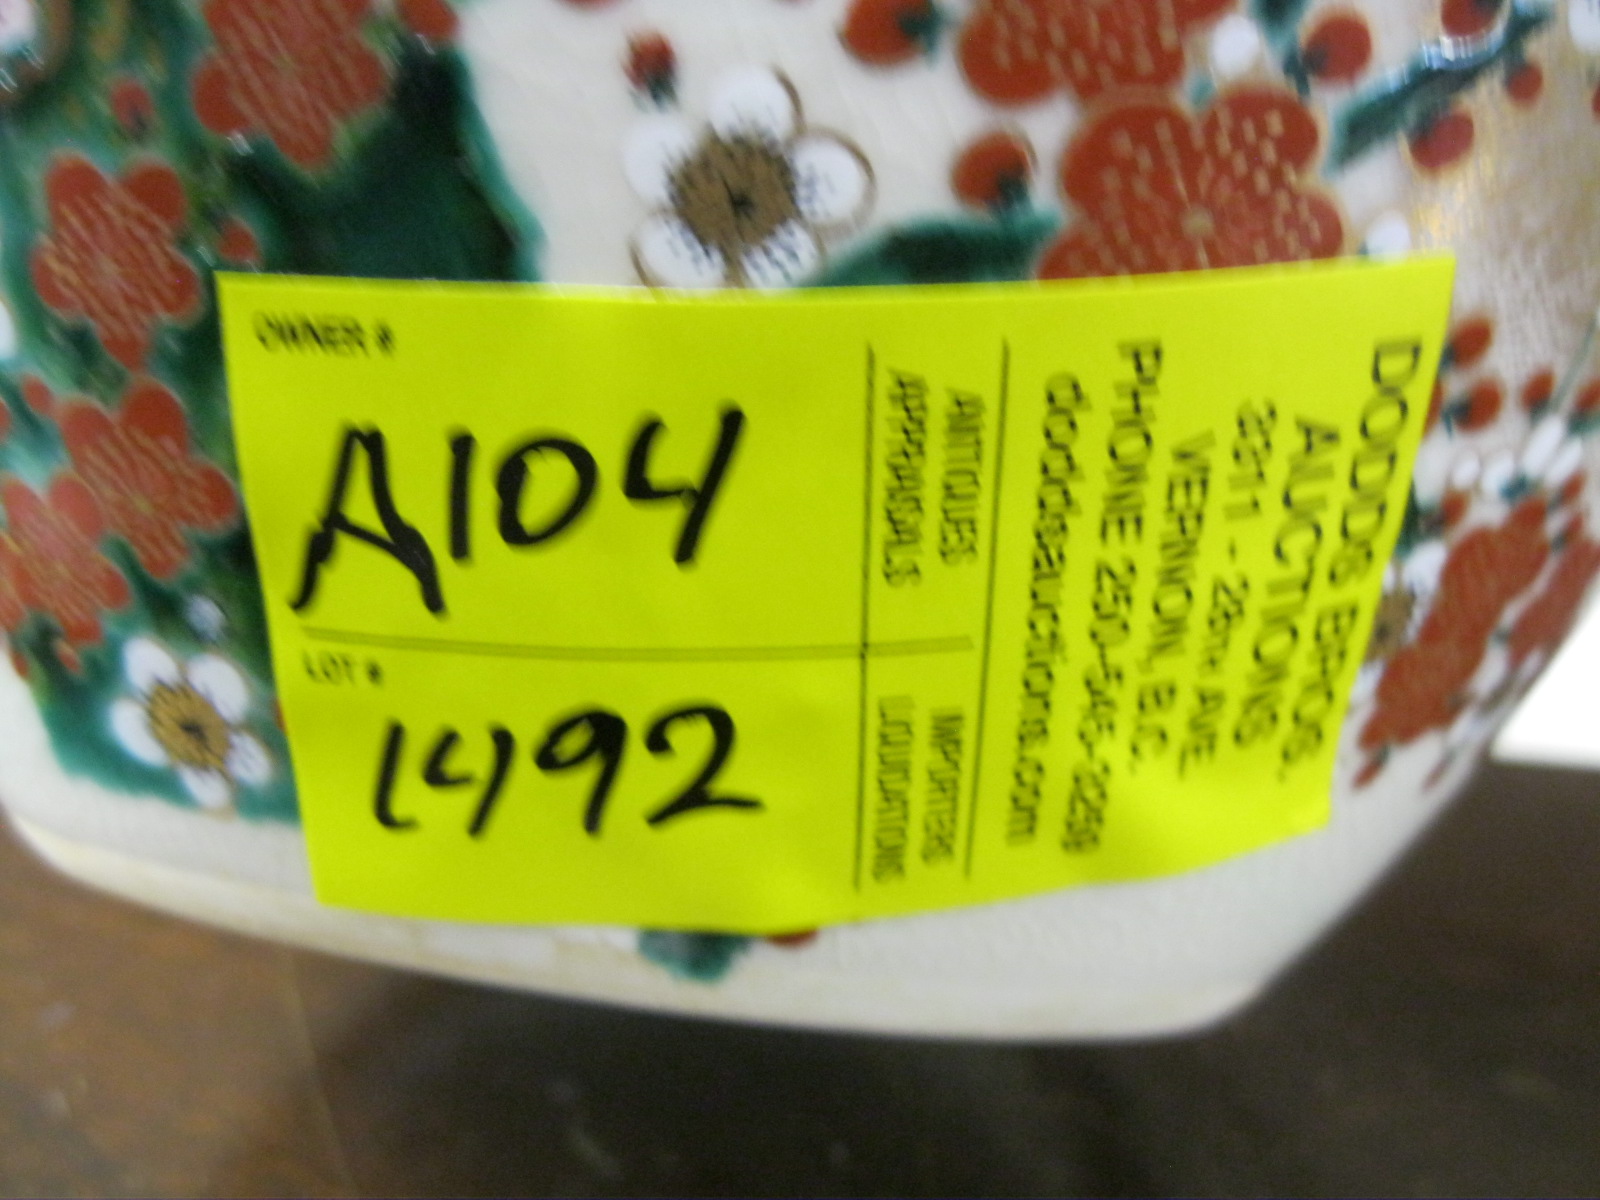 OWNER #
A104
LOT #
1492
ANTIQUES
APPRAISALS
IMPORTERS
LIQUIDATIONS
DODDS BROS.
AUCTIONS
3311 - 28TH AVE.
VERNON, B.C.
PHONE 250-545-3259
doddsauctions.com